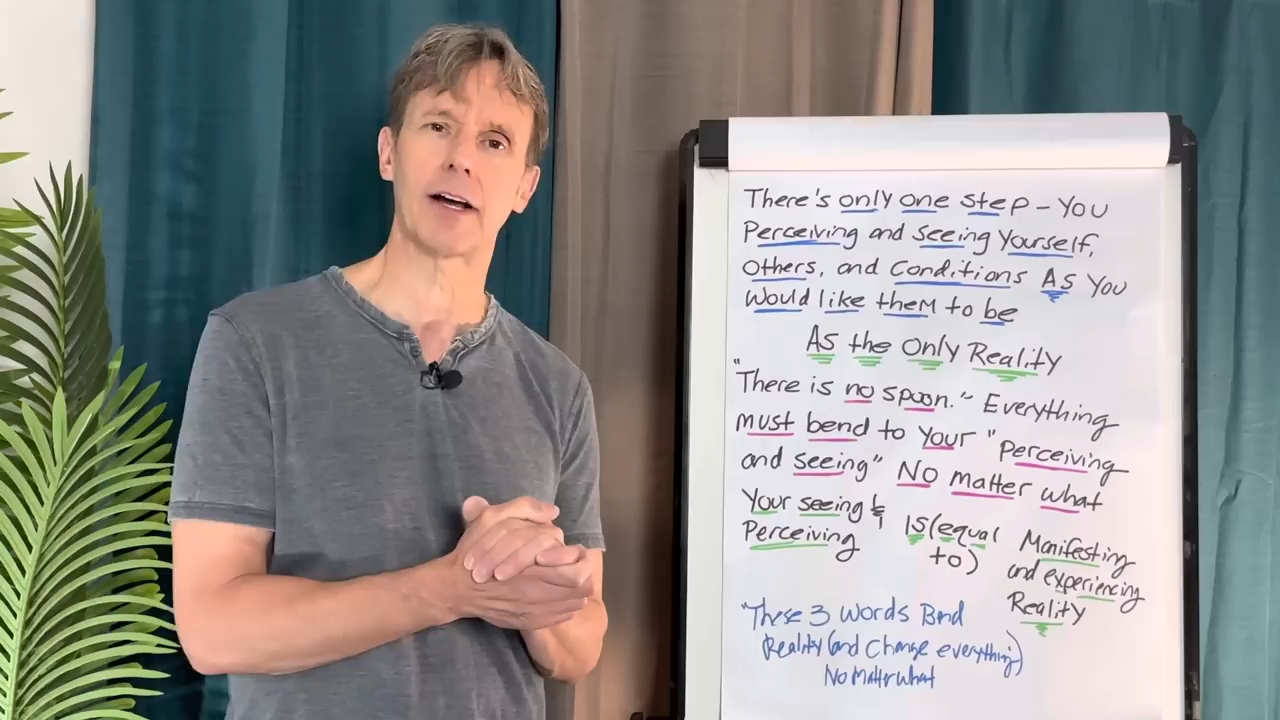 There's only one step - You
Perceiving and seeing Yourself,
Others, and Conditions As You
Would like them to be
As the Only Reality
"There is no spoon." Everything
must bend to Your "Perceiving
and seeing" No matter what
Your seeing &
Perceiving
IS (equal
to)
Manifesting
and experiencing
Reality
"These 3 words Bend
Reality (and Change everything)
No Matter what